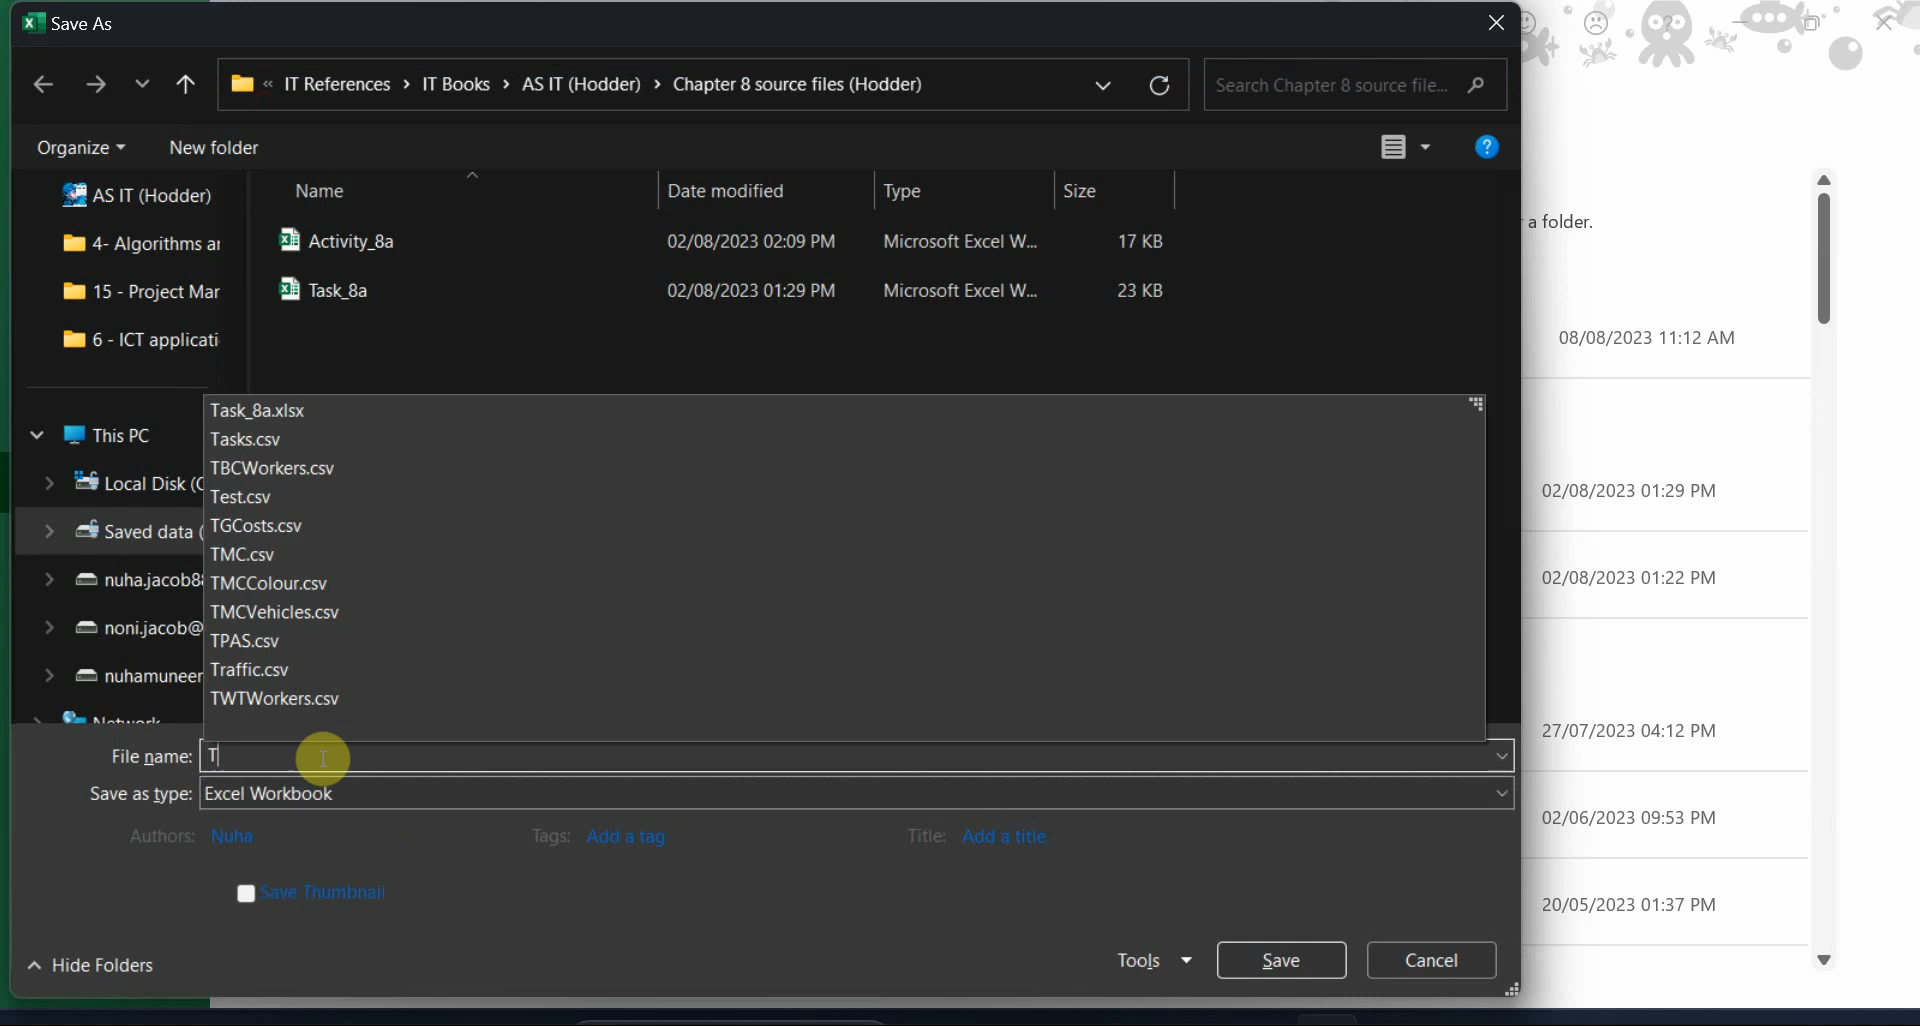 Save As
« IT References › IT Books › AS IT (Hodder) › Chapter 8 source files (Hodder)
Search Chapter 8 source file...
Organize
New folder
?
Name
Date modified
Type
Size
AS IT (Hodder)
4- Algorithms ar
15 - Project Mar
6 - ICT applicati
Activity_8a 02/08/2023 02:09 PM Microsoft Excel W... 17 KB
Task_8a 02/08/2023 01:29 PM Microsoft Excel W... 23 KB
This PC
Local Disk (C
Saved data (
nuha.jacob8
noni.jacob@
nuhamuneer
Network
Task_8a.xlsx
Tasks.csv
TBCWorkers.csv
Test.csv
TGCosts.csv
TMC.csv
TMCColour.csv
TMCVehicles.csv
TPAS.csv
Traffic.csv
TWTWorkers.csv
File name: T
Save as type: Excel Workbook
Authors: Nuha
Tags: Add a tag
Title: Add a title
Save Thumbnail
Hide Folders
Tools
Save
Cancel
a folder.
08/08/2023 11:12 AM
02/08/2023 01:29 PM
02/08/2023 01:22 PM
27/07/2023 04:12 PM
02/06/2023 09:53 PM
20/05/2023 01:37 PM